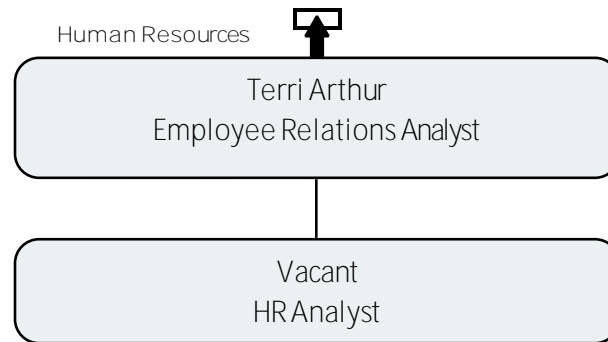 Human Resources
Terri Arthur
Employee Relations Analyst
Vacant
HR Analyst